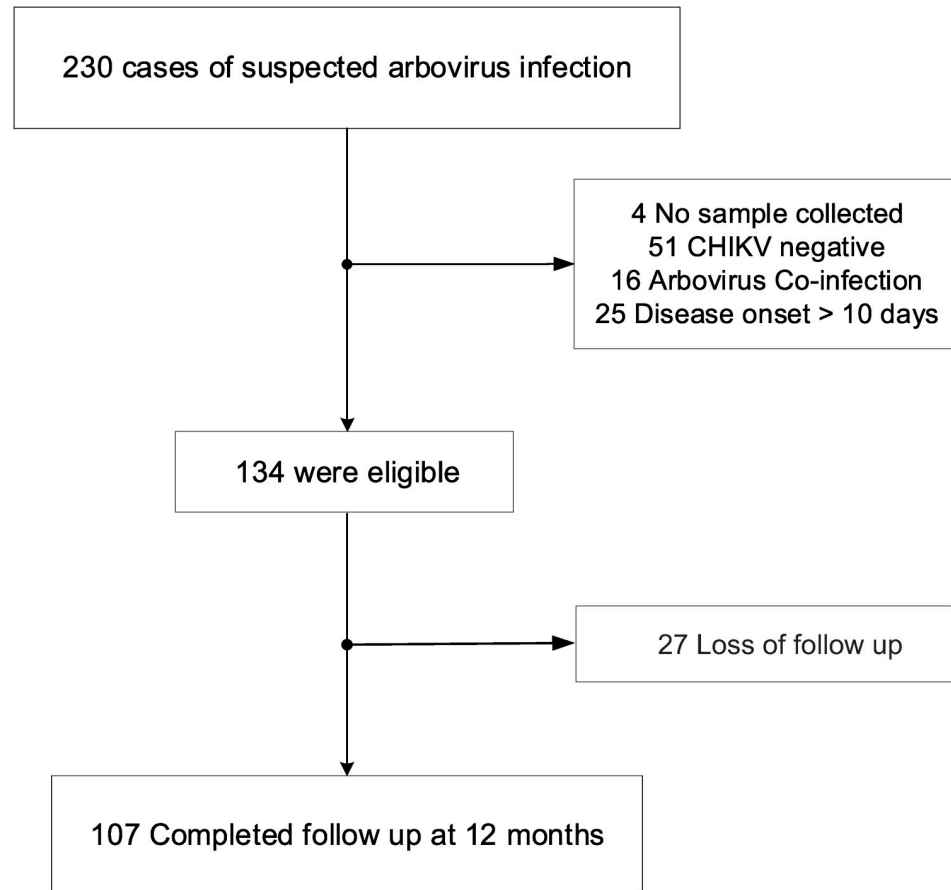 230 cases of suspected arbovirus infection
4 No sample collected
51 CHIKV negative
16 Arbovirus Co-infection
25 Disease onset > 10 days
134 were eligible
27 Loss of follow up
107 Completed follow up at 12 months